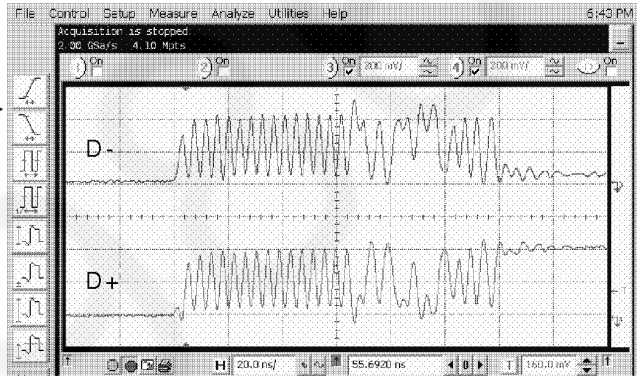 File Control Setup Measure Analyze Utilities Help 6:43 PM
Acquisition is stopped.
2.00 GSa/s 4.10 Mpts
1) On 2) On 3) On 200 mV/ 4) On 200 mV/ On
D-
D+
H 20.0 ns/ 55.6920 ns 0 T 160.0 mV